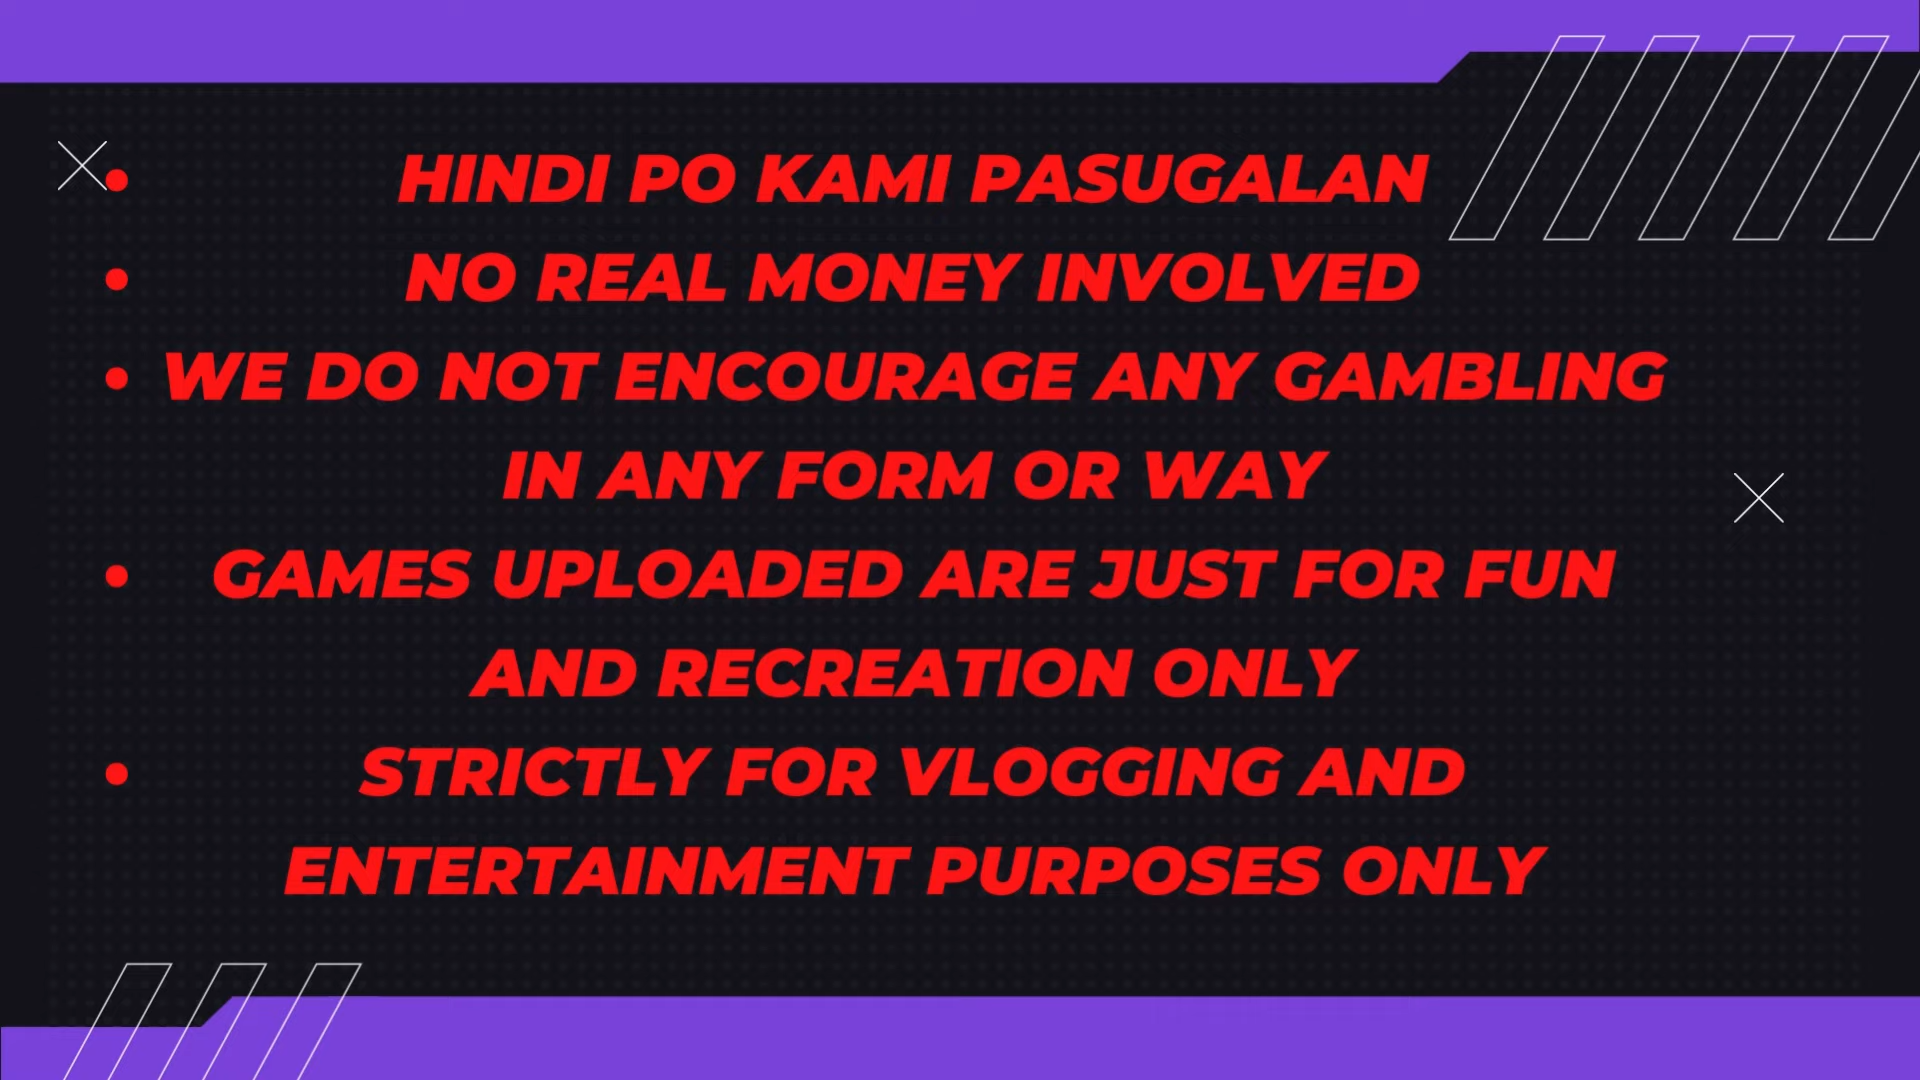 • HINDI PO KAMI PASUGALAN
• NO REAL MONEY INVOLVED
• WE DO NOT ENCOURAGE ANY GAMBLING
IN ANY FORM OR WAY
• GAMES UPLOADED ARE JUST FOR FUN
AND RECREATION ONLY
• STRICTLY FOR VLOGGING AND
ENTERTAINMENT PURPOSES ONLY